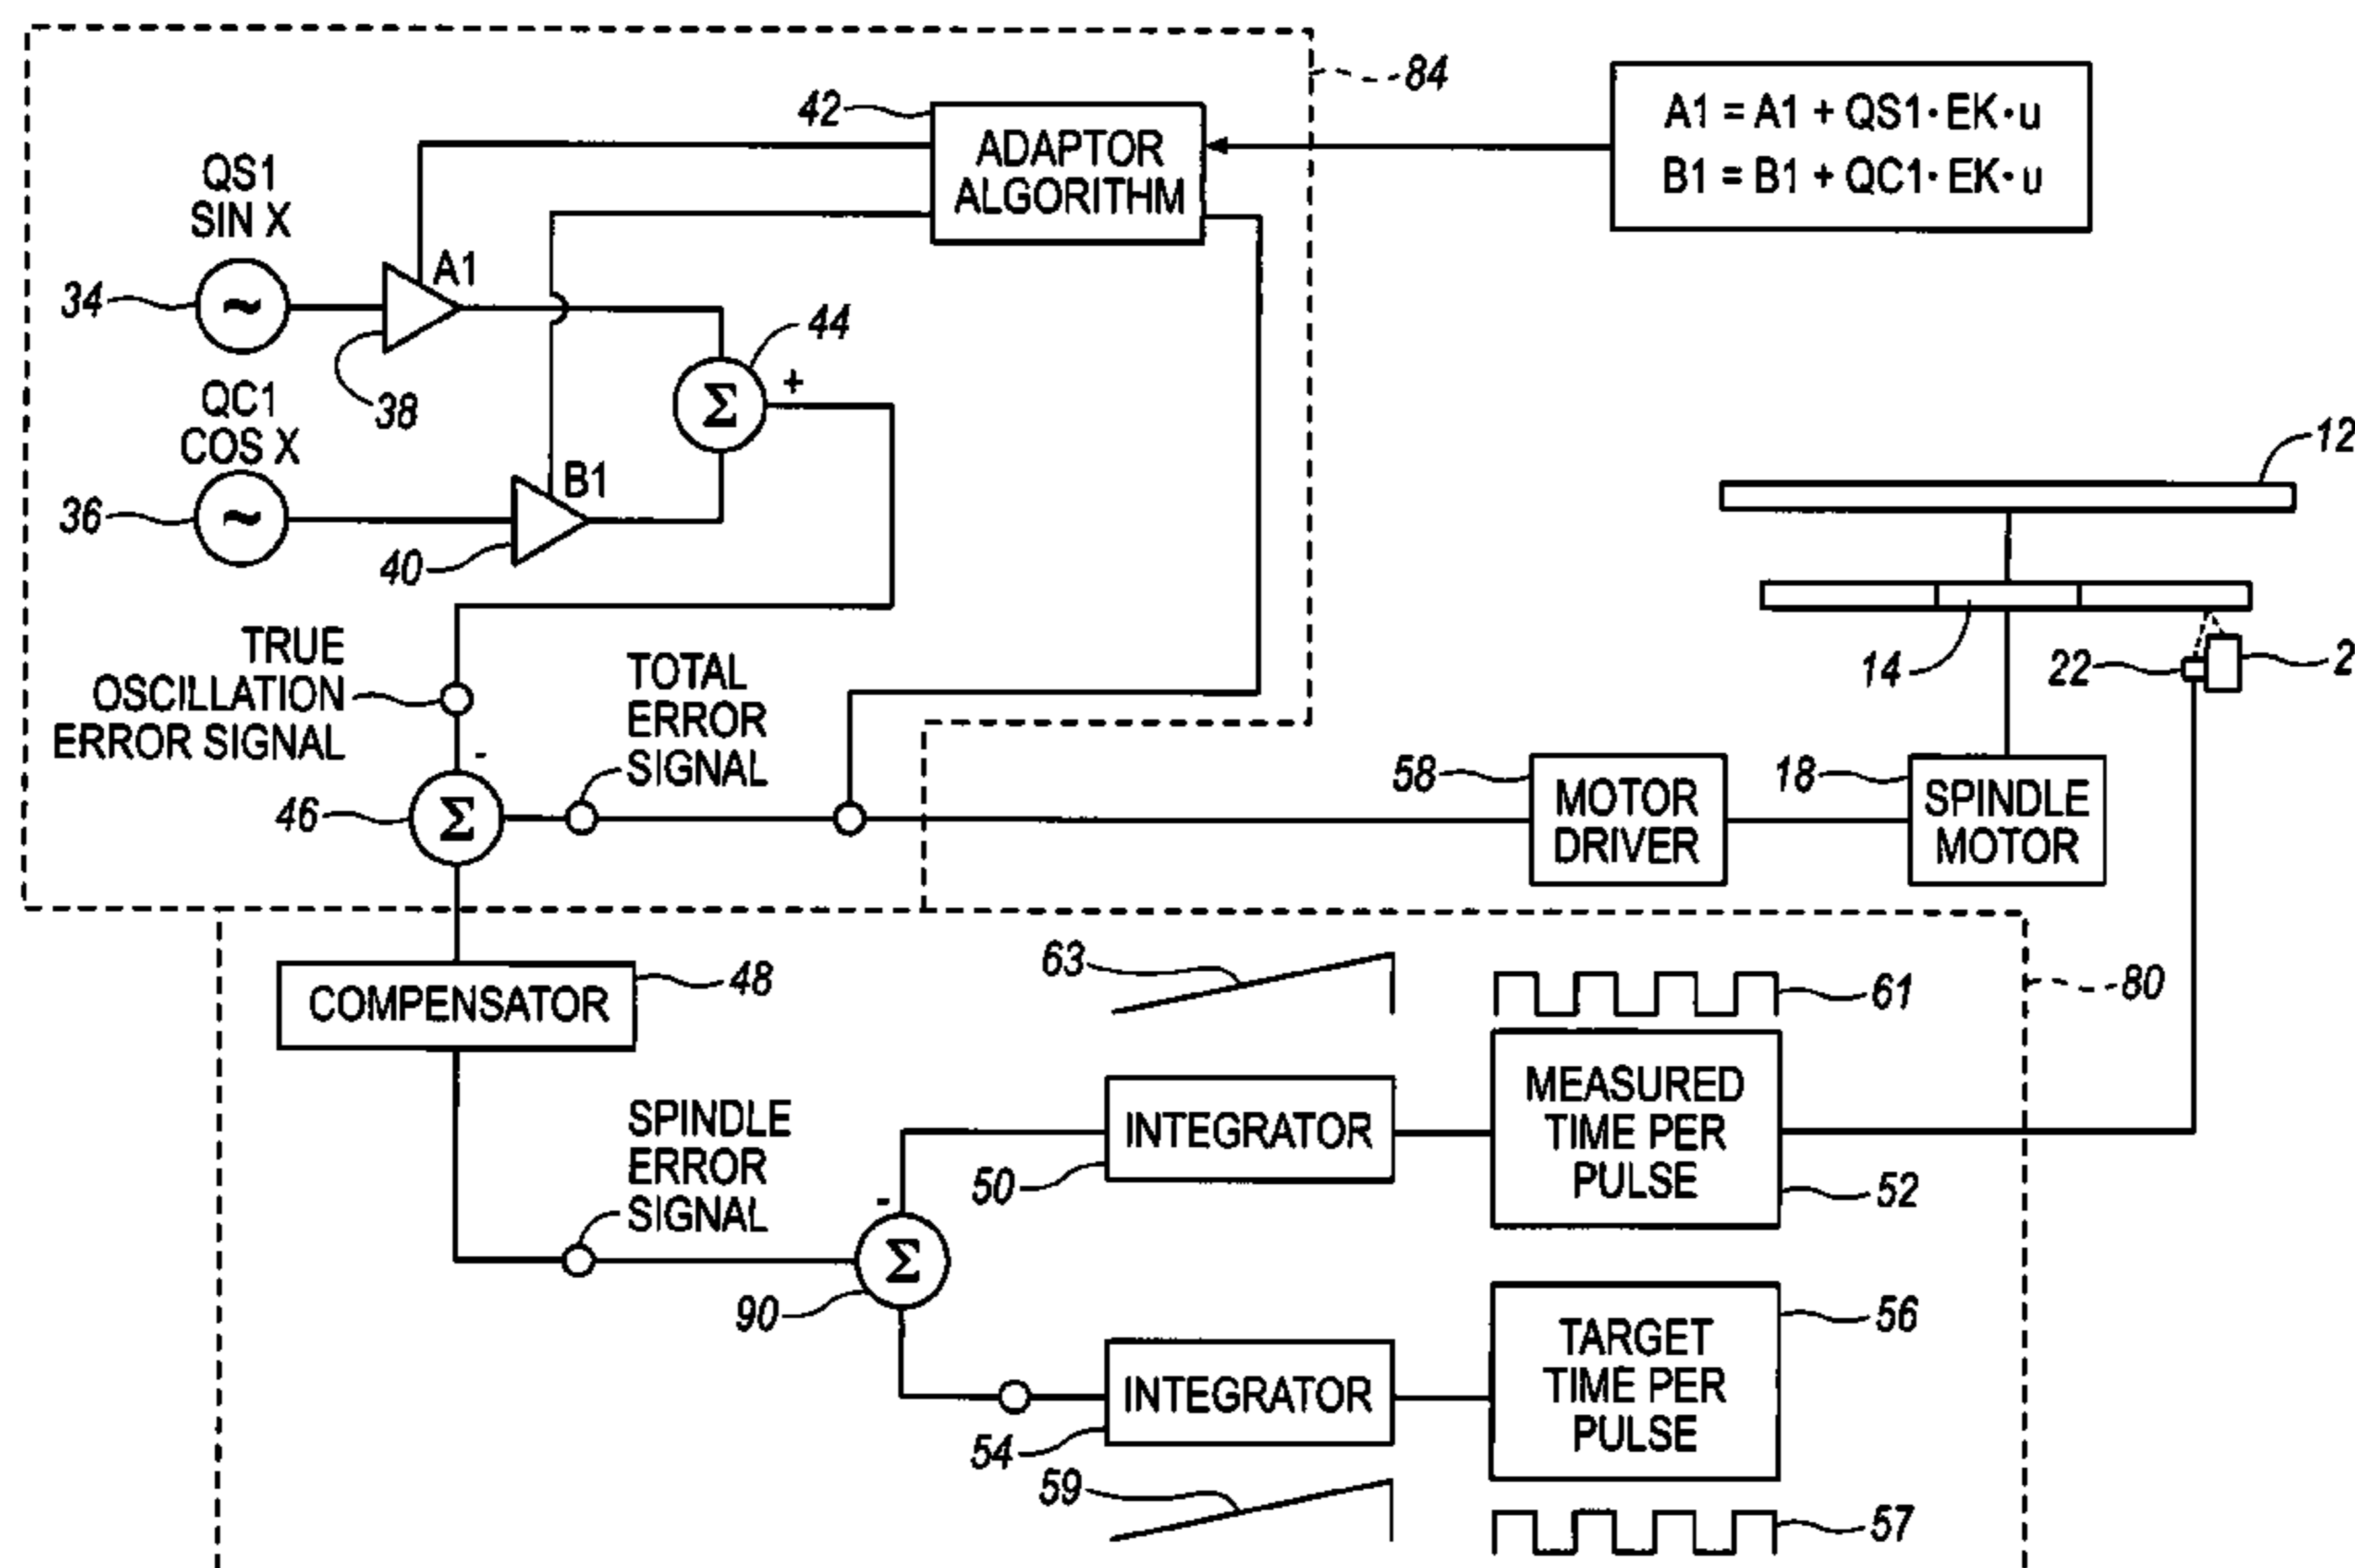 84
42
ADAPTOR
ALGORITHM
A1 = A1 + QS1·EK·u
B1 = B1 + QC1·EK·u
QS1
SIN X
A1
34
38
44
Σ
+
QC1
COS X
B1
36
40
12
14
22
2
TRUE
OSCILLATION
ERROR SIGNAL
TOTAL
ERROR
SIGNAL
-
46
Σ
58
MOTOR
DRIVER
18
SPINDLE
MOTOR
COMPENSATOR
48
63
61
80
SPINDLE
ERROR
SIGNAL
INTEGRATOR
50
MEASURED
TIME PER
PULSE
52
-
Σ
90
INTEGRATOR
54
TARGET
TIME PER
PULSE
56
59
57